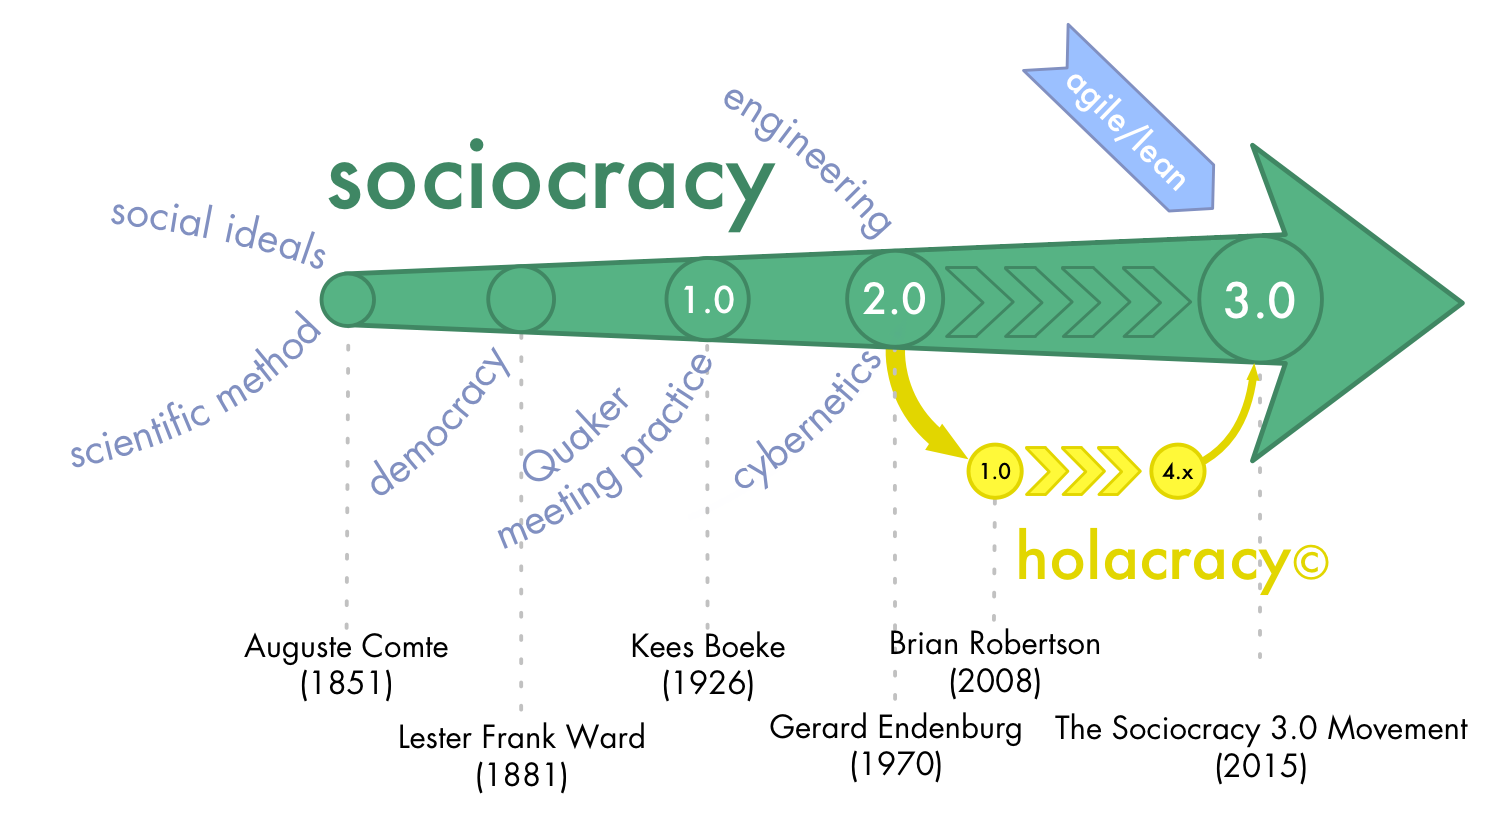 agile/lean
engineering
sociocracy
social ideals
1.0
2.0
3.0
scientific method
democracy
Quaker
meeting practice
cybernetics
1.0
4.x
holacracy©
Auguste Comte
(1851)
Lester Frank Ward
(1881)
Kees Boeke
(1926)
Gerard Endenburg
(1970)
Brian Robertson
(2008)
The Sociocracy 3.0 Movement
(2015)